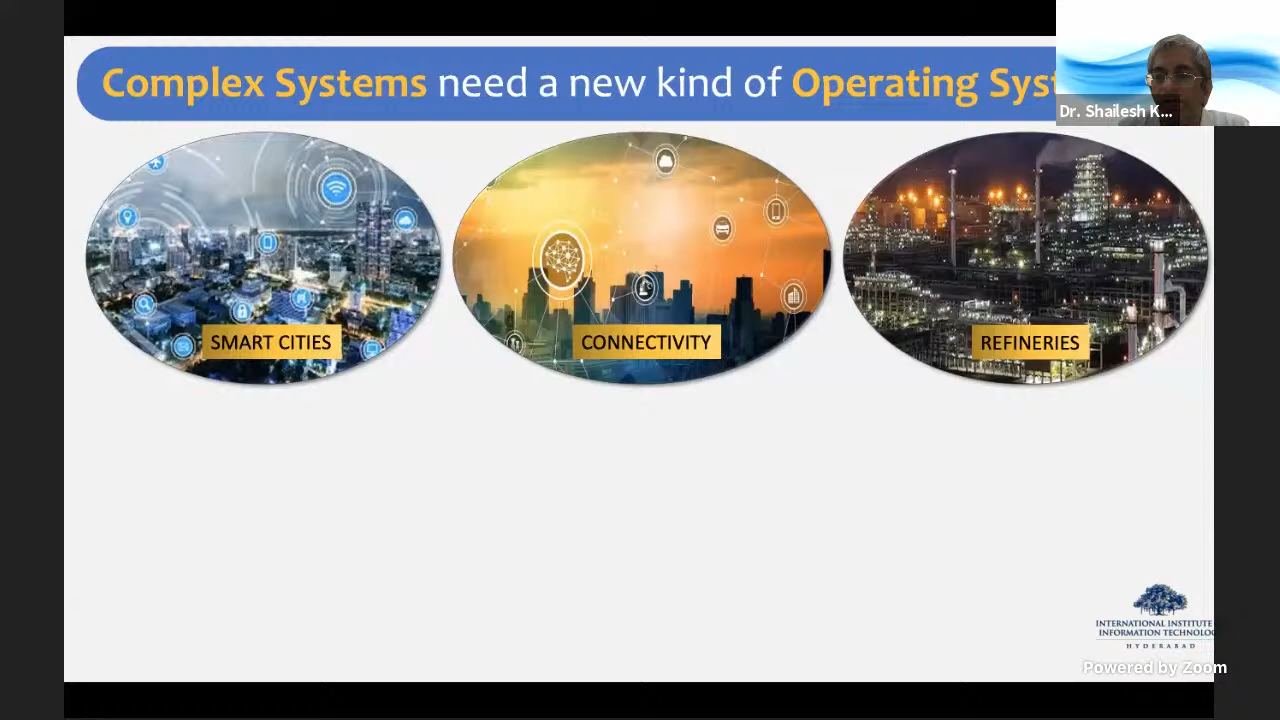 Complex Systems need a new kind of Operating Syst
Dr. Shailesh K...
SMART CITIES
CONNECTIVITY
REFINERIES
INTERNATIONAL INSTITUTE
INFORMATION TECHNOLO
HYDERABAD
Powered by Zoom